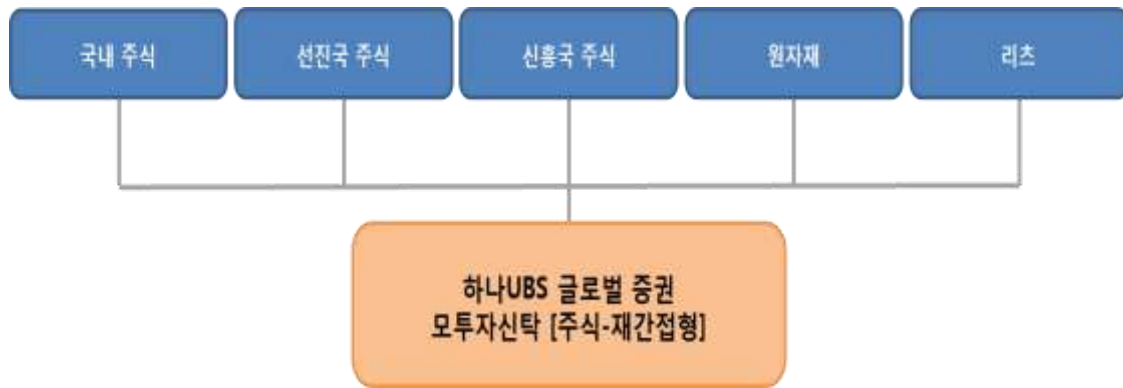 국내 주식
선진국 주식
신흥국 주식
원자재
리츠
하나UBS 글로벌 증권
모투자신탁 [주식-재간접형]